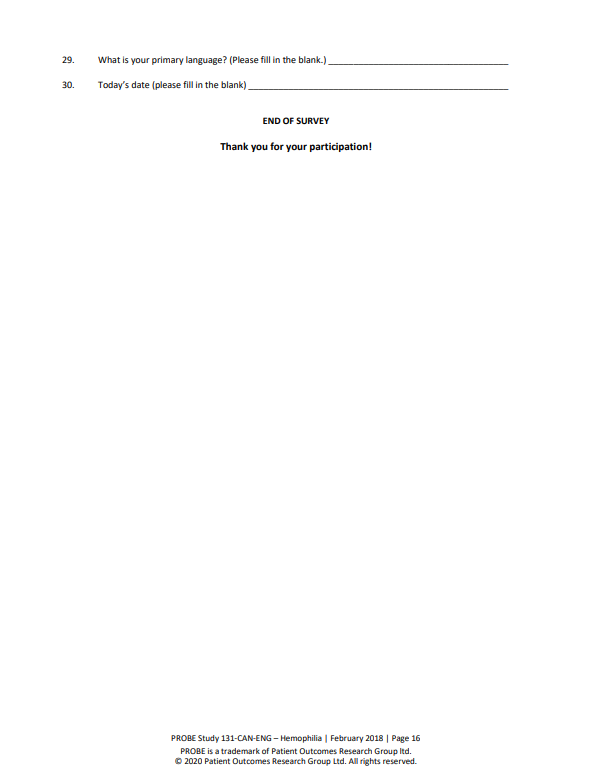 29. What is your primary language? (Please fill in the blank.) ____________________________________
30. Today's date (please fill in the blank) ____________________________________________________
END OF SURVEY
Thank you for your participation!
PROBE Study 131-CAN-ENG – Hemophilia | February 2018 | Page 16
PROBE is a trademark of Patient Outcomes Research Group ltd.
© 2020 Patient Outcomes Research Group Ltd. All rights reserved.